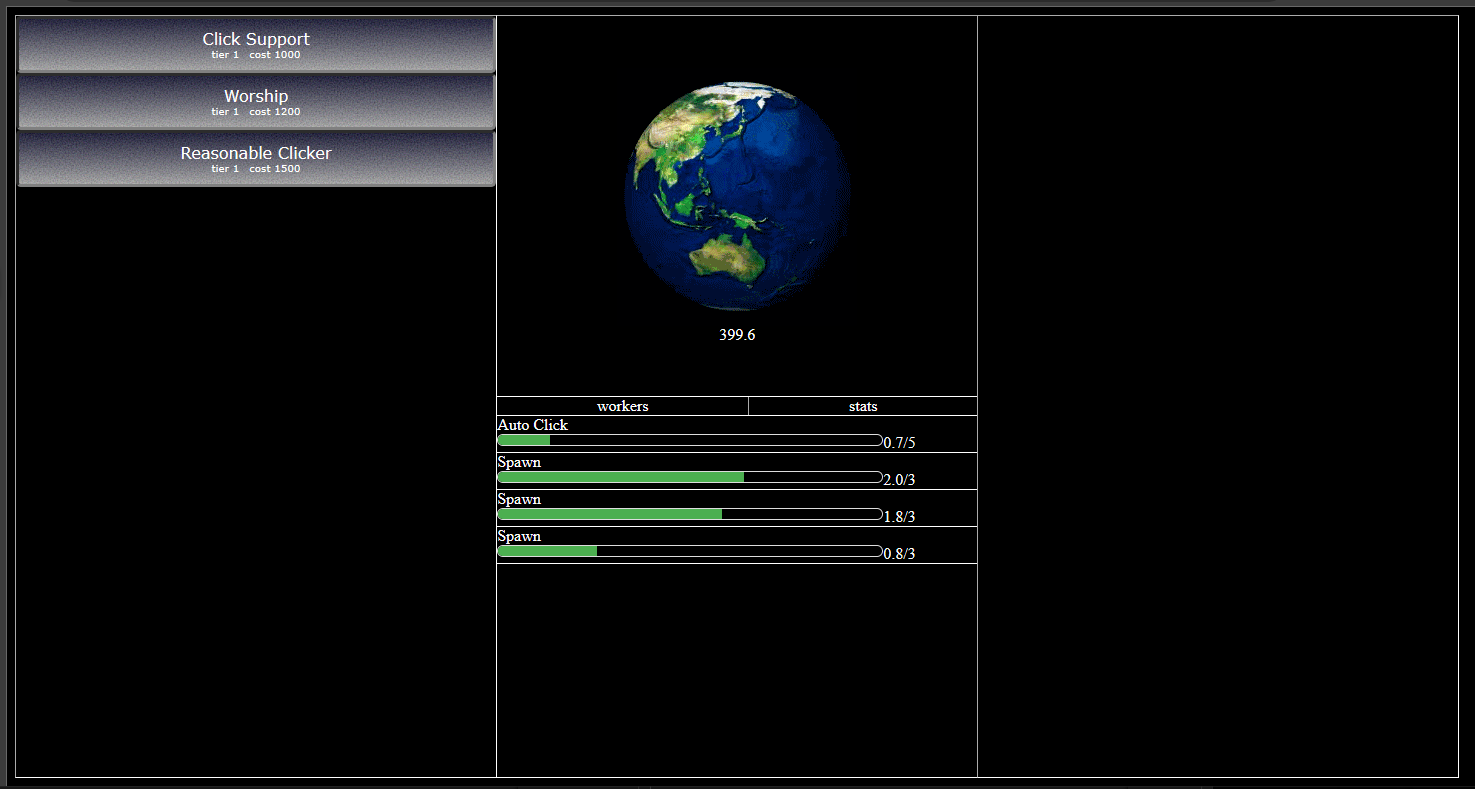 Click Support
tier 1 cost 1000
Worship
tier 1 cost 1200
Reasonable Clicker
tier 1 cost 1500
399.6
workers stats
Auto Click
0.7/5
Spawn
2.0/3
Spawn
1.8/3
Spawn
0.8/3